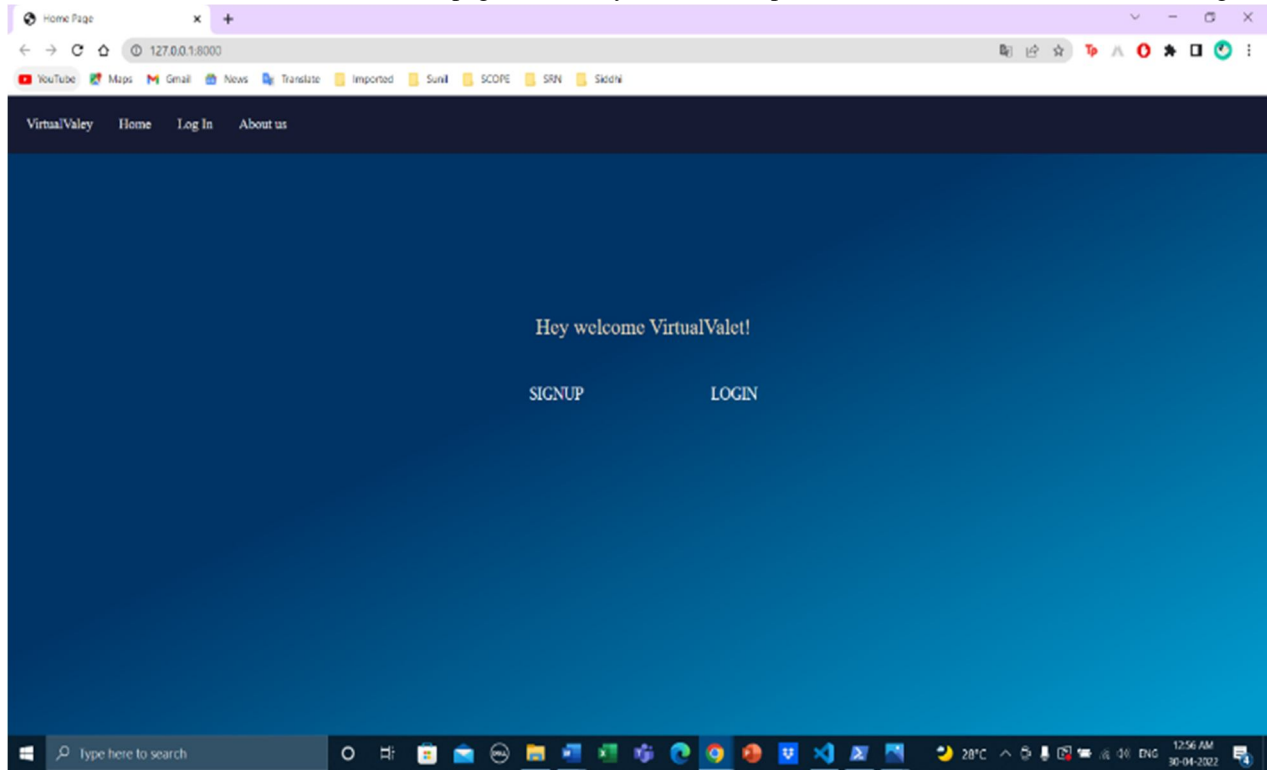 Home Page
127.0.0.1:8000
YouTube Maps Gmail News Translate Imported Sunil SCOPE SRN Siddhi
VirtualValey Home Log In About us
Hey welcome VirtualValet!
SIGNUP LOGIN
Type here to search 28°C ENG 12:56 AM
30-04-2022